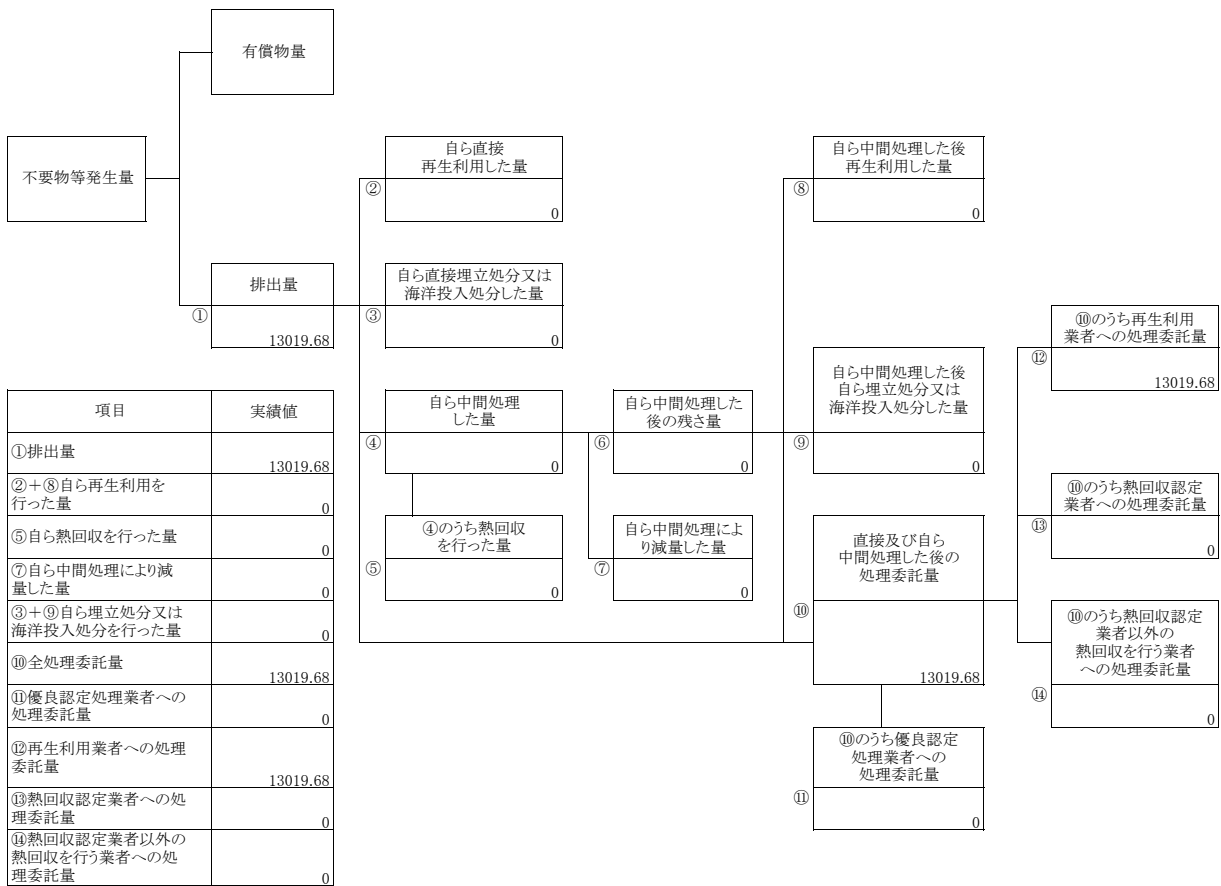 有償物量
不要物等発生量
排出量
①
13019.68
自ら直接
再生利用した量
②
0
自ら直接埋立処分又は
海洋投入処分した量
③
0
自ら中間処理
した量
④
0
④のうち熱回収
を行った量
⑤
0
自ら中間処理した
後の残さ量
⑥
0
自ら中間処理によ
り減量した量
⑦
0
自ら中間処理した後
再生利用した量
⑧
0
自ら中間処理した後
自ら埋立処分又は
海洋投入処分した量
⑨
0
直接及び自ら
中間処理した後の
処理委託量
⑩
13019.68
⑩のうち優良認定
処理業者への
処理委託量
⑪
0
⑩のうち再生利用
業者への処理委託量
⑫
13019.68
⑩のうち熱回収認定
業者への処理委託量
⑬
0
⑩のうち熱回収認定
業者以外の
熱回収を行う業者
への処理委託量
⑭
0
項目 実績値
①排出量
13019.68
②＋⑧自ら再生利用を
行った量
0
⑤自ら熱回収を行った量
0
⑦自ら中間処理により減
量した量
0
③＋⑨自ら埋立処分又は
海洋投入処分を行った量
0
⑩全処理委託量
13019.68
⑪優良認定処理業者への
処理委託量
0
⑫再生利用業者への処理
委託量
13019.68
⑬熱回収認定業者への処
理委託量
0
⑭熱回収認定業者以外の
熱回収を行う業者への処
理委託量
0